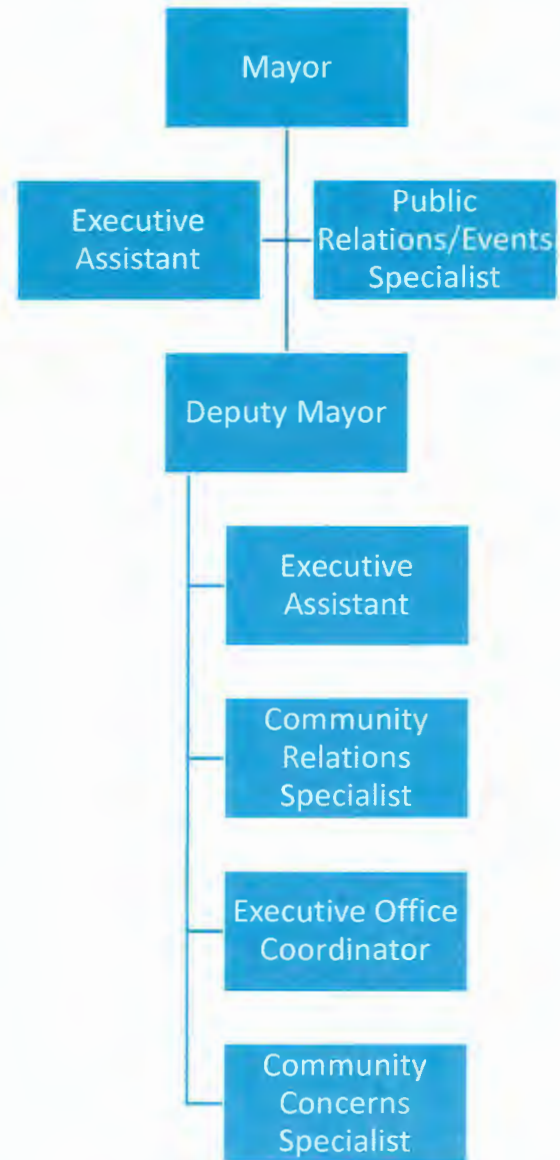 Mayor
Executive
Assistant
Public
Relations/Events
Specialist
Deputy Mayor
Executive
Assistant
Community
Relations
Specialist
Executive Office
Coordinator
Community
Concerns
Specialist